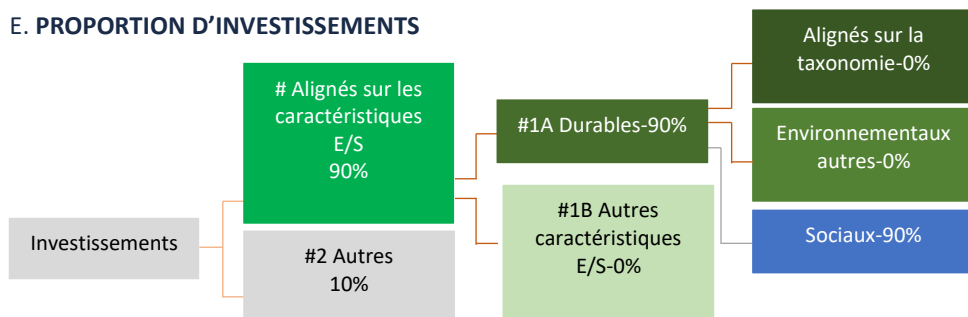 E. PROPORTION D’INVESTISSEMENTS
Investissements
# Alignés sur les
caractéristiques
E/S
90%
#2 Autres
10%
#1A Durables-90%
#1B Autres
caractéristiques
E/S-0%
Alignés sur la
taxonomie-0%
Environnementaux
autres-0%
Sociaux-90%